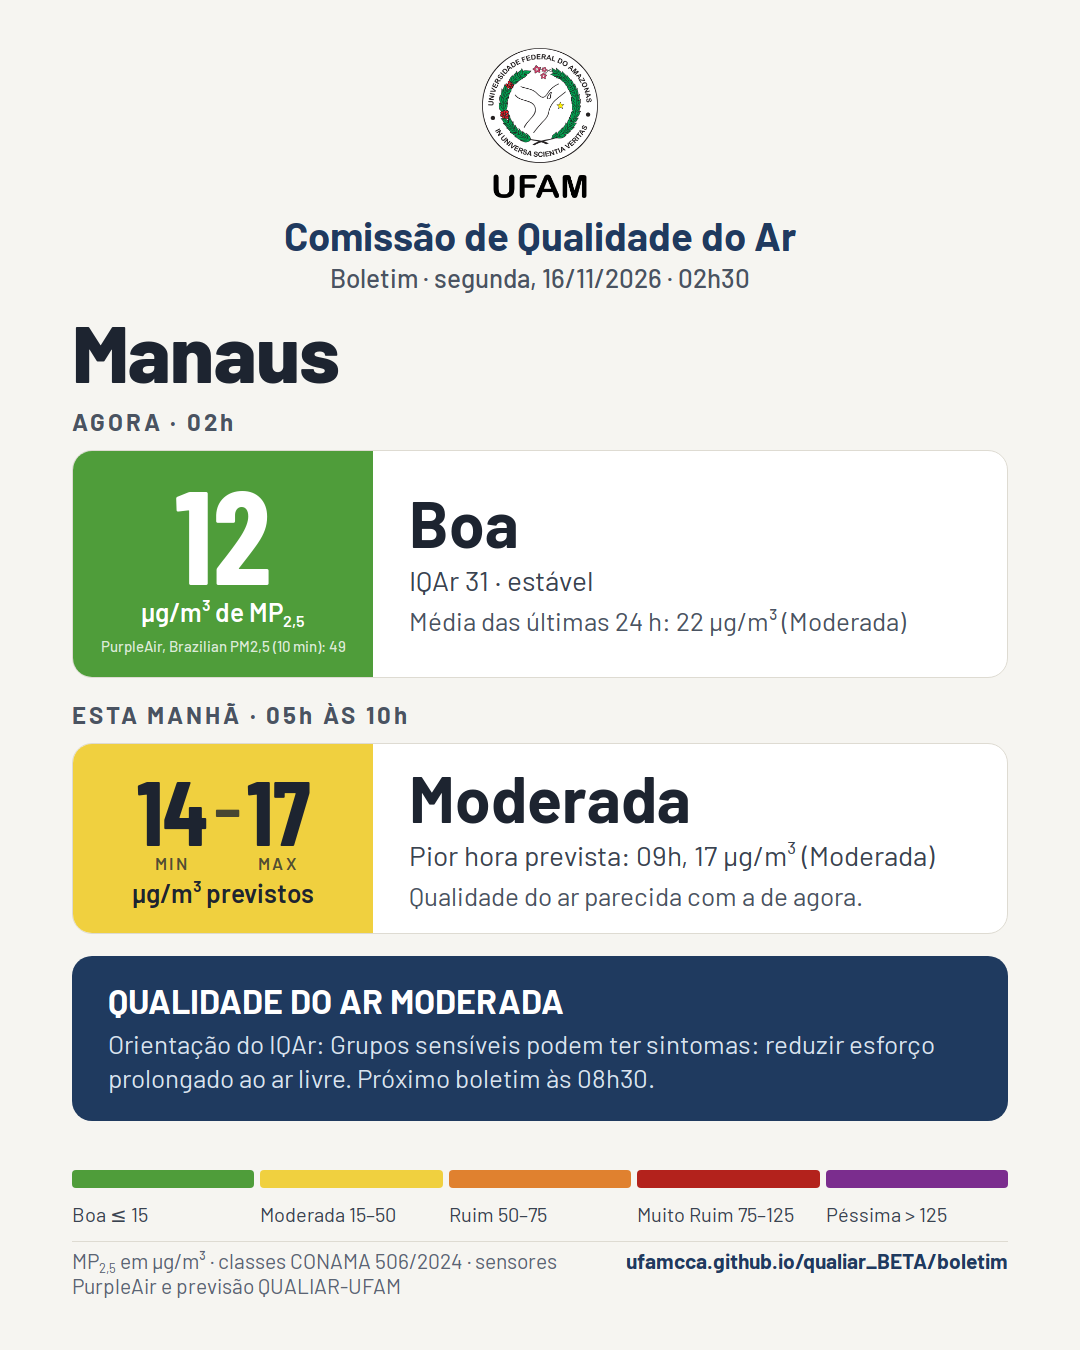 UNIVERSIDADE FEDERAL DO AMAZONAS
IN UNIVERSA SCIENTIA VERITAS
UFAM
Comissão de Qualidade do Ar
Boletim · segunda, 16/11/2026 · 02h30
Manaus
AGORA · 02h
12
µg/m³ de MP2,5
PurpleAir, Brazilian PM2,5 (10 min): 49
Boa
IQAr 31 · estável
Média das últimas 24 h: 22 µg/m³ (Moderada)
ESTA MANHÃ · 05h ÀS 10h
14–17
MIN MAX
µg/m³ previstos
Moderada
Pior hora prevista: 09h, 17 µg/m³ (Moderada)
Qualidade do ar parecida com a de agora.
QUALIDADE DO AR MODERADA
Orientação do IQAr: Grupos sensíveis podem ter sintomas: reduzir esforço
prolongado ao ar livre. Próximo boletim às 08h30.
Boa ≤ 15 Moderada 15–50 Ruim 50–75 Muito Ruim 75–125 Péssima > 125
MP2,5 em µg/m³ · classes CONAMA 506/2024 · sensores
PurpleAir e previsão QUALIAR-UFAM
ufamcca.github.io/qualiar_BETA/boletim